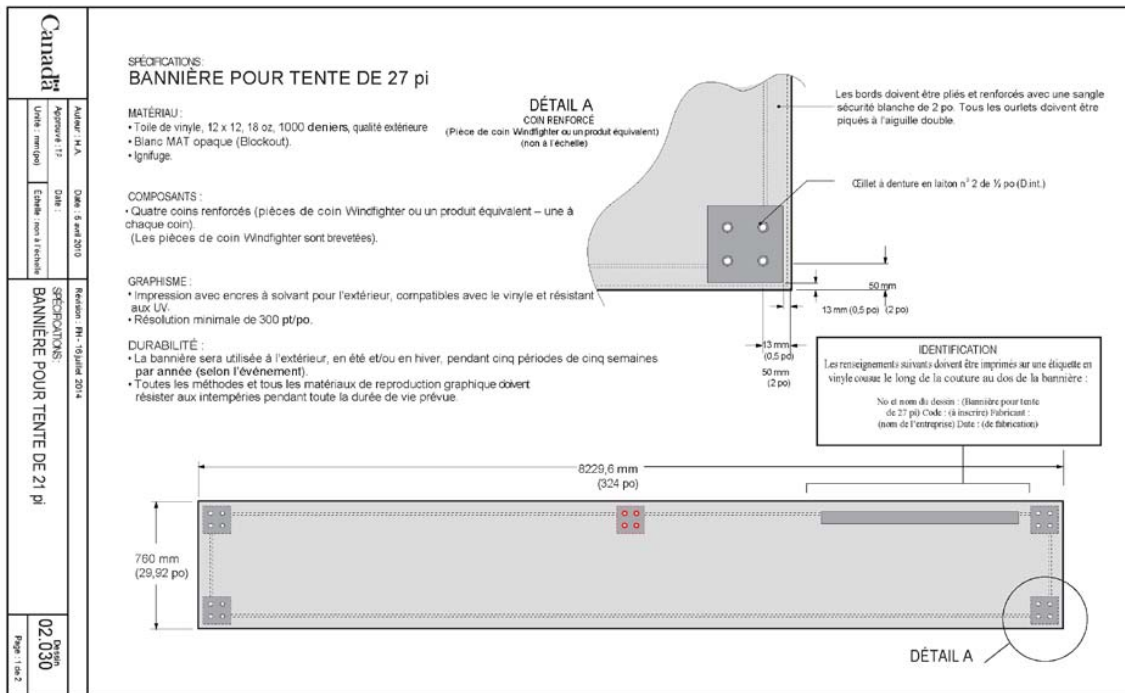 Canada
Auteur : H.A.
Date : 6 avril 2010
Révision : PH - 16 juillet 2014
Approuvé : T.F.
Date :
Unité : mm(po)
Echelle : non à l'échelle
SPÉCIFICATIONS:
BANNIÈRE POUR TENTE DE 21 pi
Dessin
02.030
Page : 1 de 2
SPÉCIFICATIONS:
BANNIÈRE POUR TENTE DE 27 pi
MATÉRIAU :
• Toile de vinyle, 12 x 12, 18 oz, 1000 deniers, qualité extérieure
• Blanc MAT opaque (Blockout).
• Ignifuge.
COMPOSANTS :
• Quatre coins renforcés (pièces de coin Windfighter ou un produit équivalent – une à
chaque coin).
(Les pièces de coin Windfighter sont brevetées).
GRAPHISME :
• Impression avec encres à solvant pour l'extérieur, compatibles avec le vinyle et résistant
aux UV.
• Résolution minimale de 300 pt/po.
DURABILITÉ :
• La bannière sera utilisée à l'extérieur, en été et/ou en hiver, pendant cinq périodes de cinq semaines
par année (selon l'événement).
• Toutes les méthodes et tous les matériaux de reproduction graphique doivent
résister aux intempéries pendant toute la durée de vie prévue.
DÉTAIL A
COIN RENFORCÉ
(Pièce de coin Windfighter ou un produit équivalent)
(non à l'échelle)
Les bords doivent être pliés et renforcés avec une sangle
sécurité blanche de 2 po. Tous les ourlets doivent être
piqués à l'aiguille double.
Œillet à denture en laiton n° 2 de ½ po (D.int.)
50 mm
(2 po)
13 mm (0,5 po)
13 mm
(0,5 po)
50 mm
(2 po)
IDENTIFICATION
Les renseignements suivants doivent être imprimés sur une étiquette en
vinyle cousue le long de la couture au dos de la bannière :
No et nom du dessin : (Bannière pour tente
de 27 pi) Code : (à inscrire) Fabricant :
(nom de l'entreprise) Date : (de fabrication)
8229,6 mm
(324 po)
760 mm
(29,92 po)
DÉTAIL A